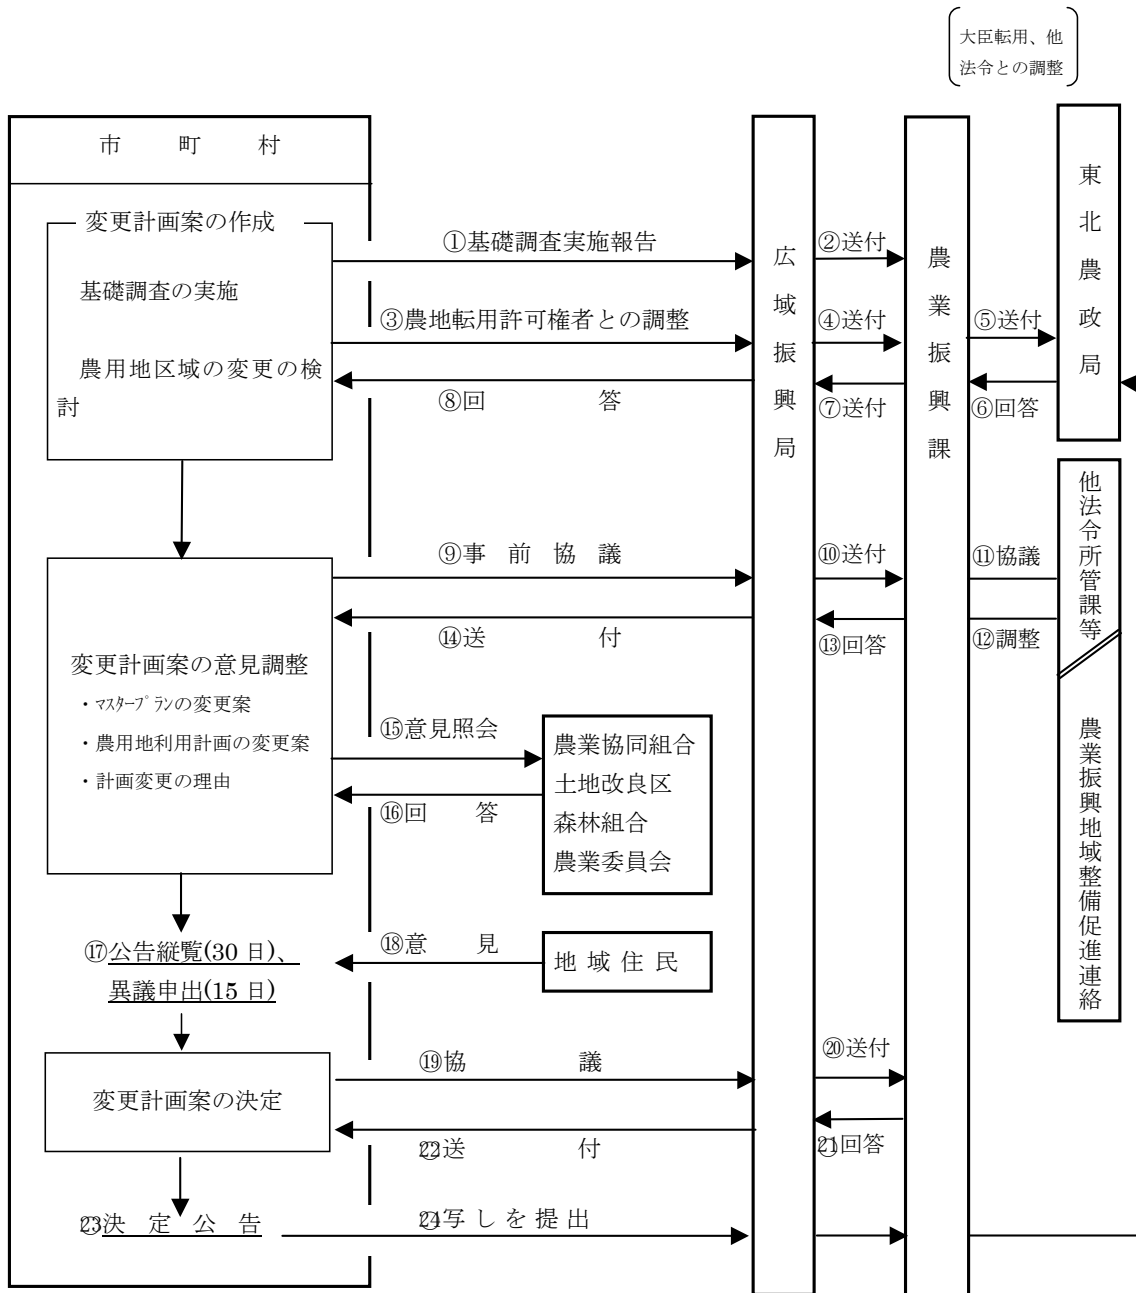 大臣転用、他
法令との調整
市町村
広域振興局
農業振興課
東北農政局
変更計画案の作成
基礎調査の実施
農用地区域の変更の検
討
①基礎調査実施報告
②送付
③農地転用許可権者との調整
④送付
⑤送付
⑧回答
⑦送付
⑥回答
他法令所管課等
農業振興地域整備促進連絡
⑨事前協議
⑩送付
⑪協議
⑭送付
⑬回答
⑫調整
変更計画案の意見調整
・ﾏｽﾀｰﾌﾟﾗﾝの変更案
・農用地利用計画の変更案
・計画変更の理由
⑮意見照会
⑯回答
農業協同組合
土地改良区
森林組合
農業委員会
⑰公告縦覧(30 日)、
異議申出(15 日)
⑱意見
地域住民
⑲協議
⑳送付
変更計画案の決定
㉒送付
㉑回答
㉓決定公告
㉔写しを提出